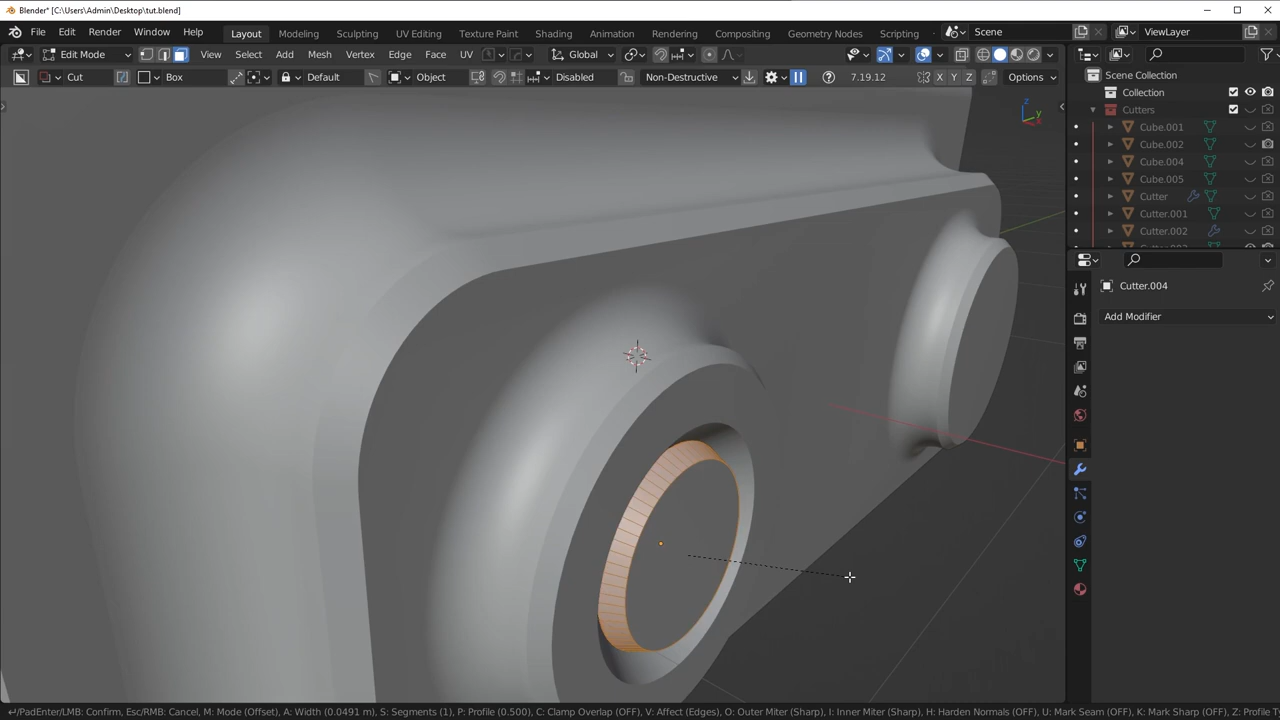 Blender* [C:\Users\Admin\Desktop\tut.blend]
File Edit Render Window Help Layout Modeling Sculpting UV Editing Texture Paint Shading Animation Rendering Compositing Geometry Nodes Scripting Scene ViewLayer
Edit Mode View Select Add Mesh Vertex Edge Face UV Global
Cut Box Default Object Disabled Non-Destructive 7.19.12 X Y Z Options
Scene Collection
Collection
Cutters
Cube.001
Cube.002
Cube.004
Cube.005
Cutter
Cutter.001
Cutter.002
Cutter.004
Add Modifier
z
y
↵/PadEnter/LMB: Confirm, Esc/RMB: Cancel, M: Mode (Offset), A: Width (0.0491 m), S: Segments (1), P: Profile (0.500), C: Clamp Overlap (OFF), V: Affect (Edges), O: Outer Miter (Sharp), I: Inner Miter (Sharp), H: Harden Normals (OFF), U: Mark Seam (OFF), K: Mark Sharp (OFF), Z: Profile T